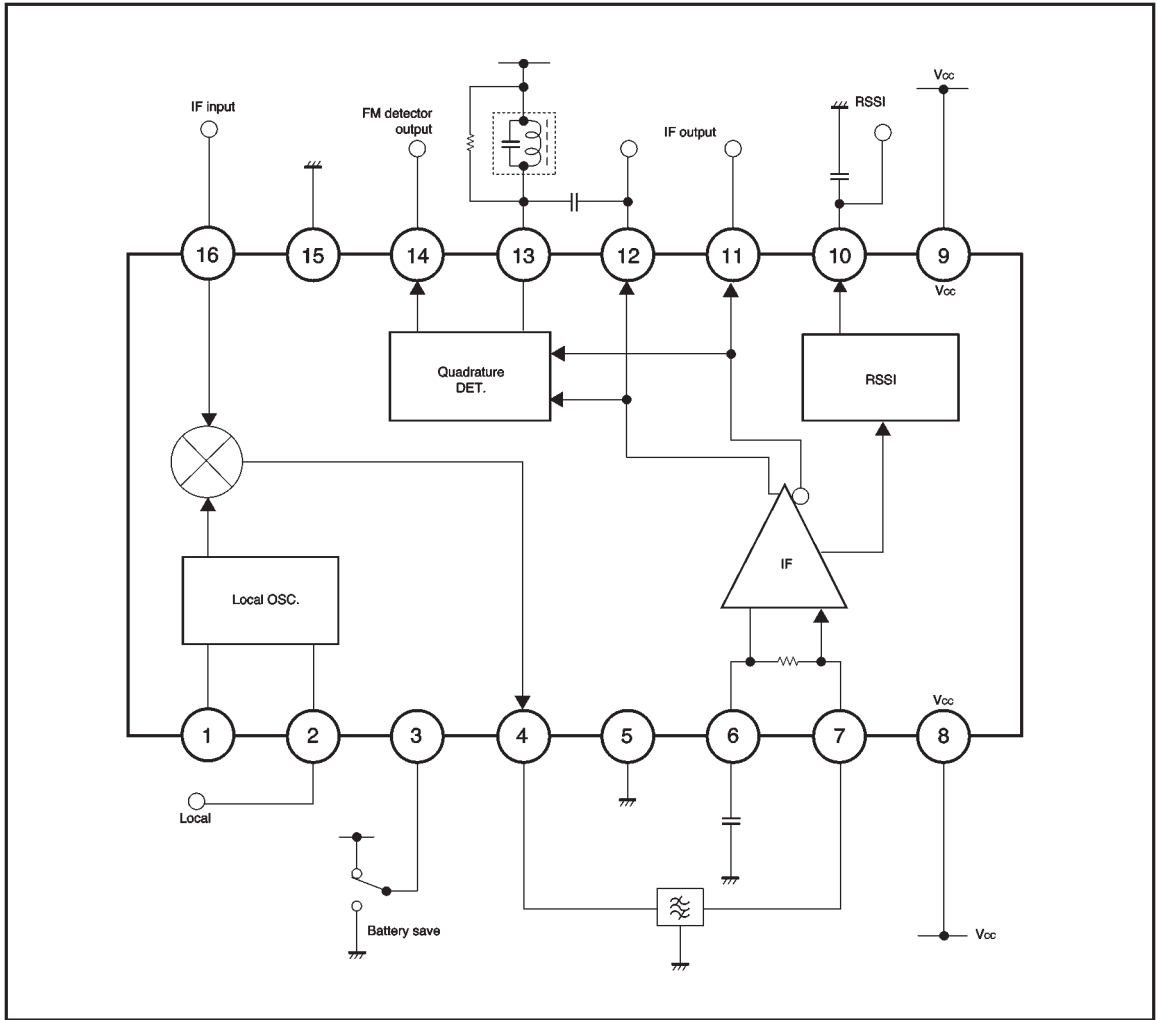 Vcc
IF input
FM detector
output
IF output
RSSI
16
15
14
13
12
11
10
9
Vcc
Quadrature
DET.
RSSI
IF
Local OSC.
Vcc
1
2
3
4
5
6
7
8
Local
Battery save
Vcc